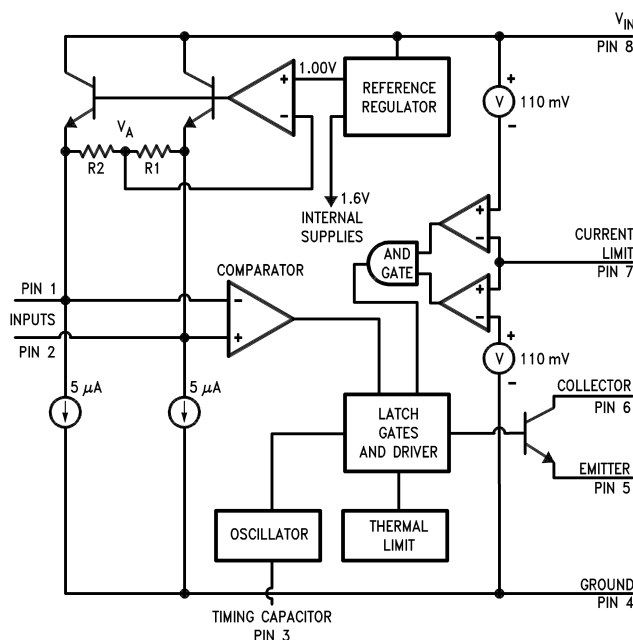 V_IN
PIN 8
1.00V
REFERENCE
REGULATOR
+
-
+
V
110 mV
-
V_A
R2
R1
1.6V
INTERNAL
SUPPLIES
+
-
AND
GATE
CURRENT
LIMIT
PIN 7
COMPARATOR
PIN 1
INPUTS
PIN 2
-
+
+
-
+
V
110 mV
-
5 μA
5 μA
COLLECTOR
PIN 6
LATCH
GATES
AND DRIVER
EMITTER
PIN 5
OSCILLATOR
THERMAL
LIMIT
GROUND
PIN 4
TIMING CAPACITOR
PIN 3